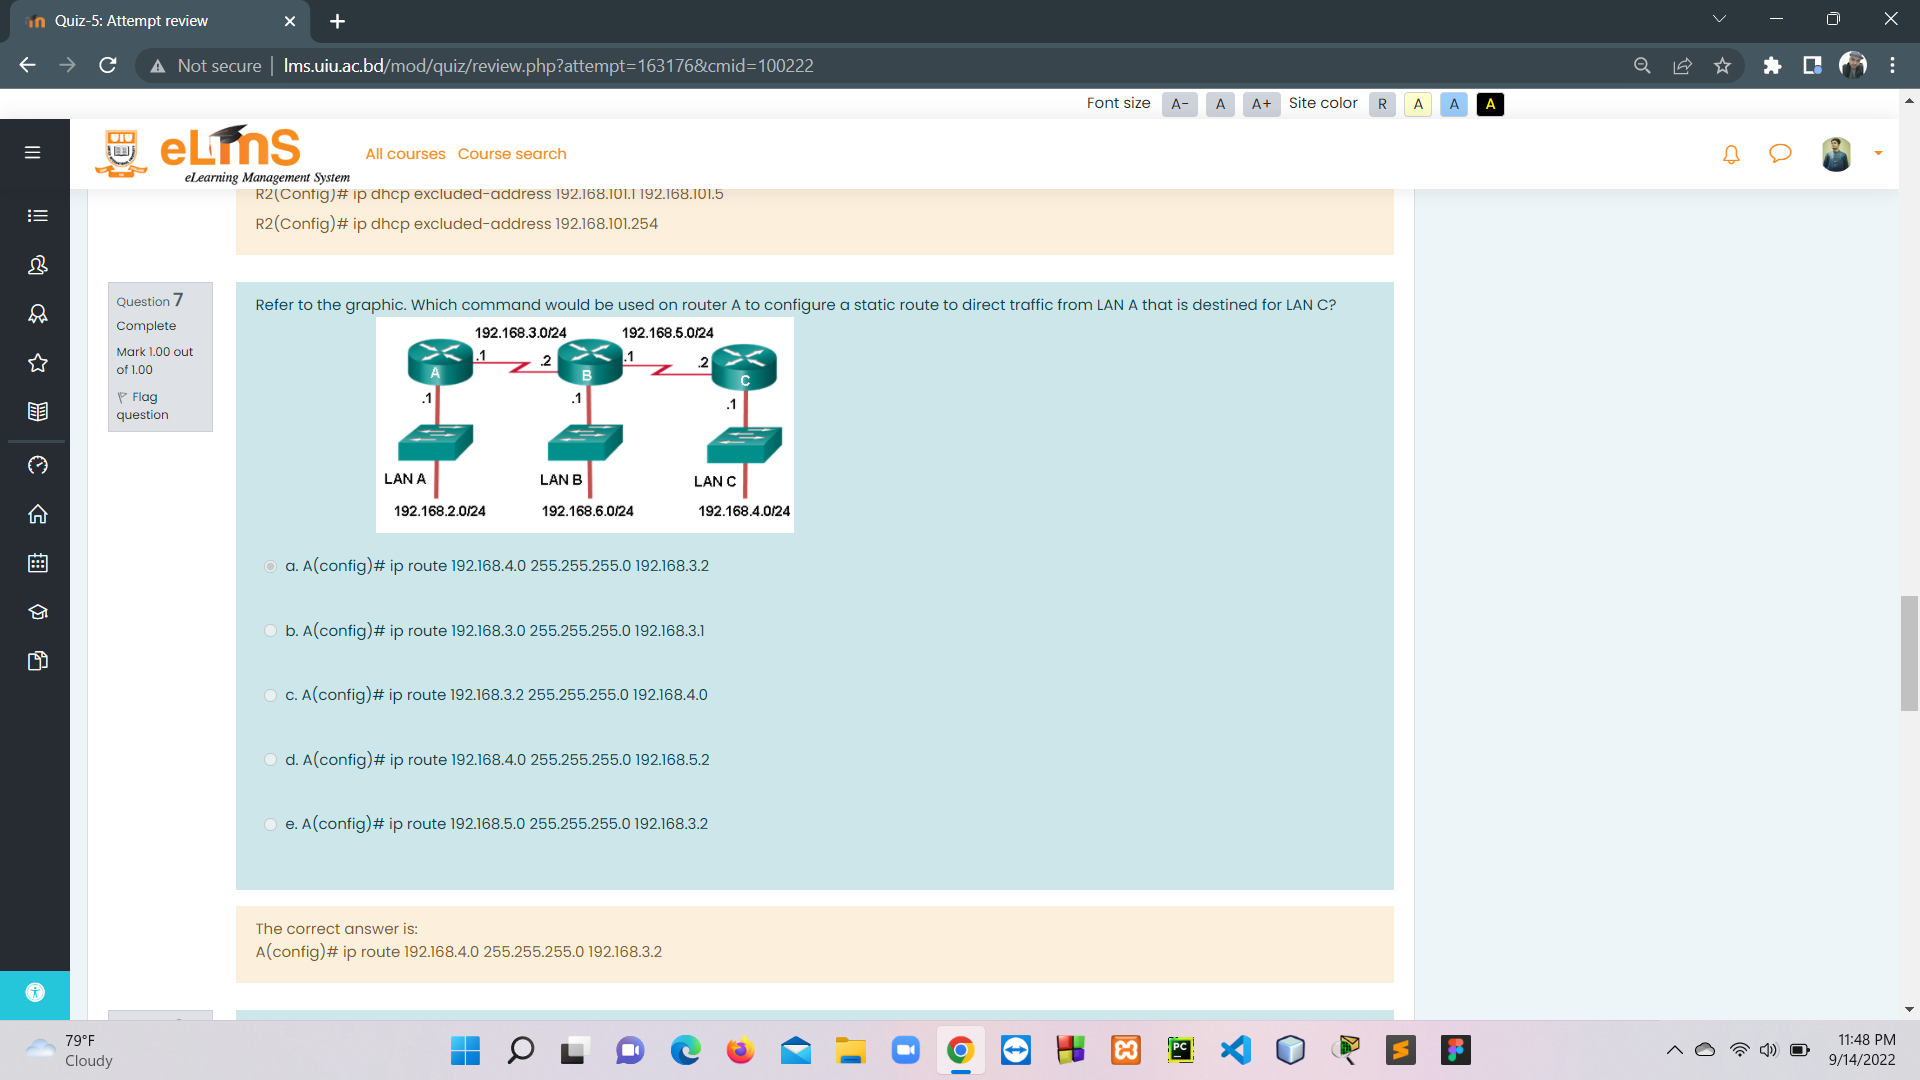 Quiz-5: Attempt review
Not secure | lms.uiu.ac.bd/mod/quiz/review.php?attempt=163176&cmid=100222
Font size A- A A+ Site color R A A A
UIU eLmS
eLearning Management System
All courses Course search
R2(Config)# ip dhcp excluded-address 192.168.101.1 192.168.101.5
R2(Config)# ip dhcp excluded-address 192.168.101.254
Question 7
Complete
Mark 1.00 out
of 1.00
Flag
question
Refer to the graphic. Which command would be used on router A to configure a static route to direct traffic from LAN A that is destined for LAN C?
192.168.3.0/24 192.168.5.0/24
.1 .2 .1 .2
A B C
.1 .1 .1
LAN A LAN B LAN C
192.168.2.0/24 192.168.6.0/24 192.168.4.0/24
a. A(config)# ip route 192.168.4.0 255.255.255.0 192.168.3.2
b. A(config)# ip route 192.168.3.0 255.255.255.0 192.168.3.1
c. A(config)# ip route 192.168.3.2 255.255.255.0 192.168.4.0
d. A(config)# ip route 192.168.4.0 255.255.255.0 192.168.5.2
e. A(config)# ip route 192.168.5.0 255.255.255.0 192.168.3.2
The correct answer is:
A(config)# ip route 192.168.4.0 255.255.255.0 192.168.3.2
79°F
Cloudy
PC
11:48 PM
9/14/2022